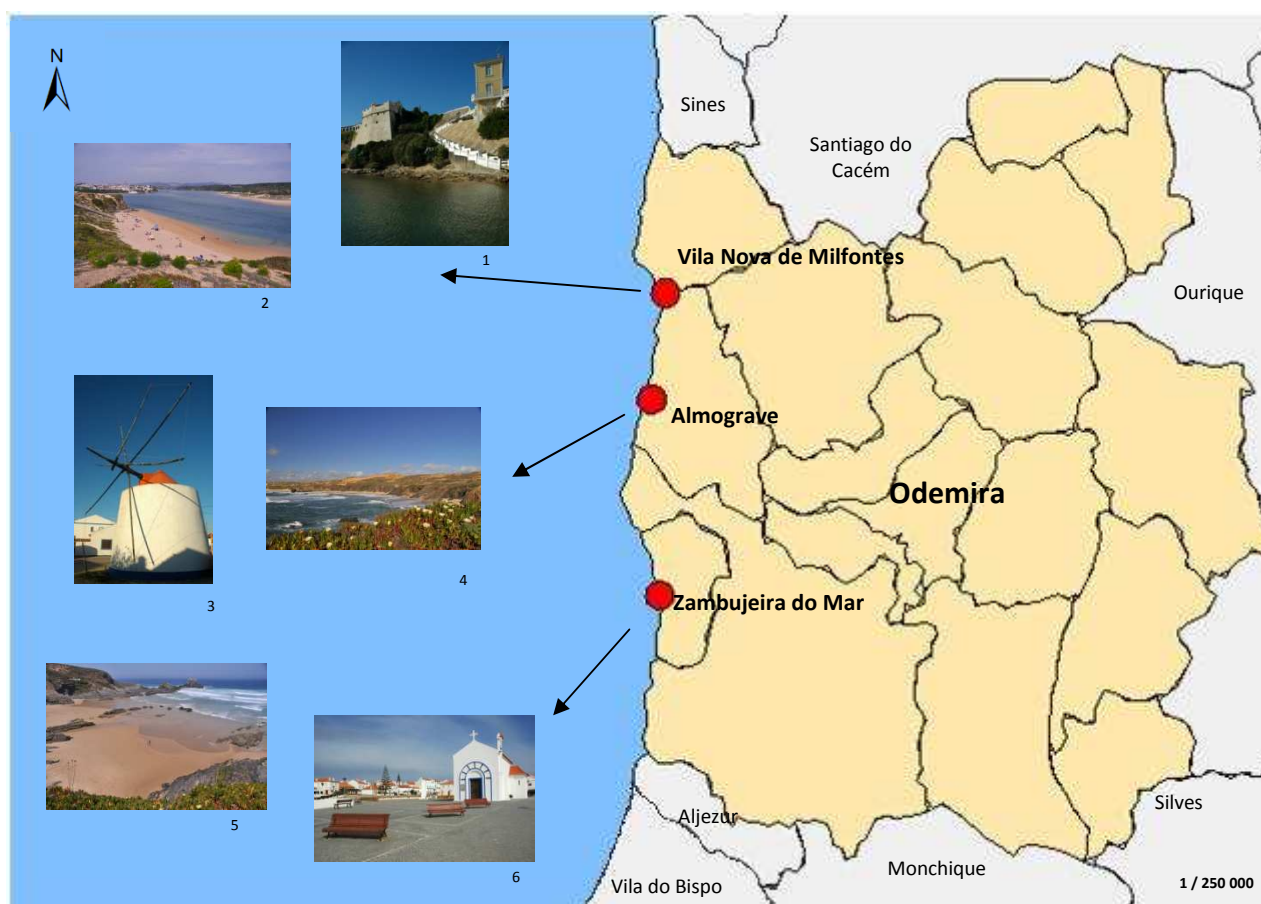 N
Sines
Santiago do
Cacém
1
Vila Nova de Milfontes
2
Ourique
Almograve
Odemira
4
3
Zambujeira do Mar
5
Aljezur
Silves
6
Monchique
Vila do Bispo
1 / 250 000